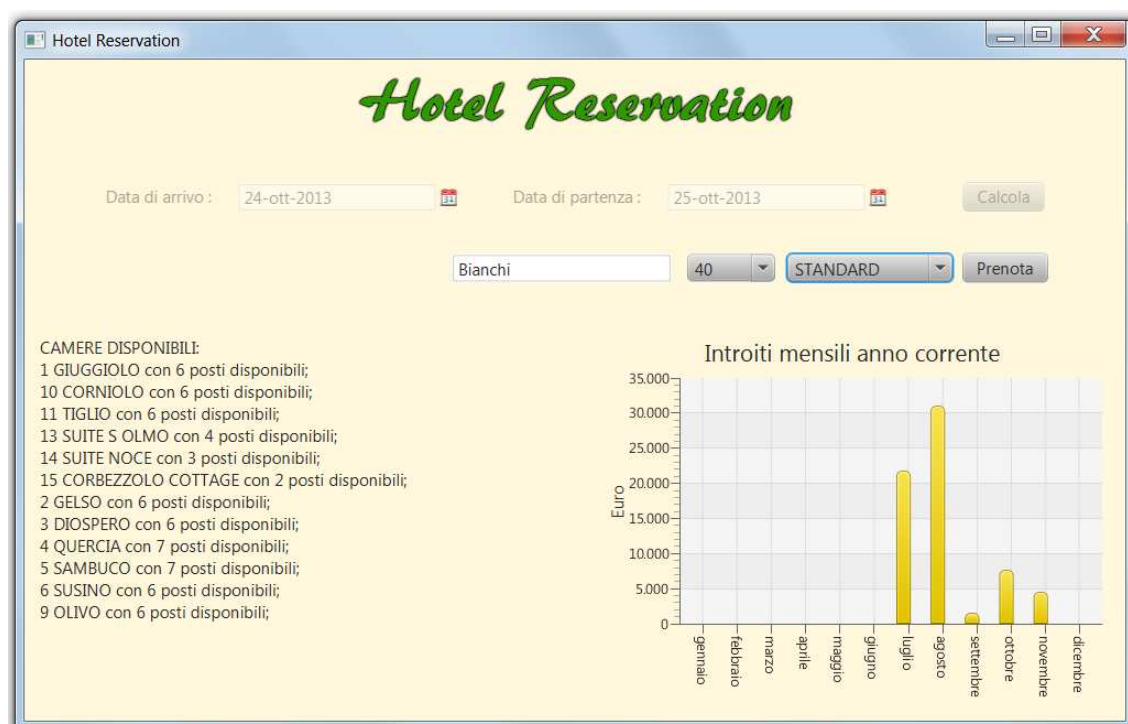 Hotel Reservation
Hotel Reservation
Data di arrivo : 24-ott-2013 31 Data di partenza : 25-ott-2013 31 Calcola
Bianchi 40 STANDARD Prenota
CAMERE DISPONIBILI:
1 GIUGGIOLO con 6 posti disponibili;
10 CORNIOLO con 6 posti disponibili;
11 TIGLIO con 6 posti disponibili;
13 SUITE S OLMO con 4 posti disponibili;
14 SUITE NOCE con 3 posti disponibili;
15 CORBEZZOLO COTTAGE con 2 posti disponibili;
2 GELSO con 6 posti disponibili;
3 DIOSPERO con 6 posti disponibili;
4 QUERCIA con 7 posti disponibili;
5 SAMBUCO con 7 posti disponibili;
6 SUSINO con 6 posti disponibili;
9 OLIVO con 6 posti disponibili;
Introiti mensili anno corrente
Euro
35.000
30.000
25.000
20.000
15.000
10.000
5.000
0
gennaio
febbraio
marzo
aprile
maggio
giugno
luglio
agosto
settembre
ottobre
novembre
dicembre